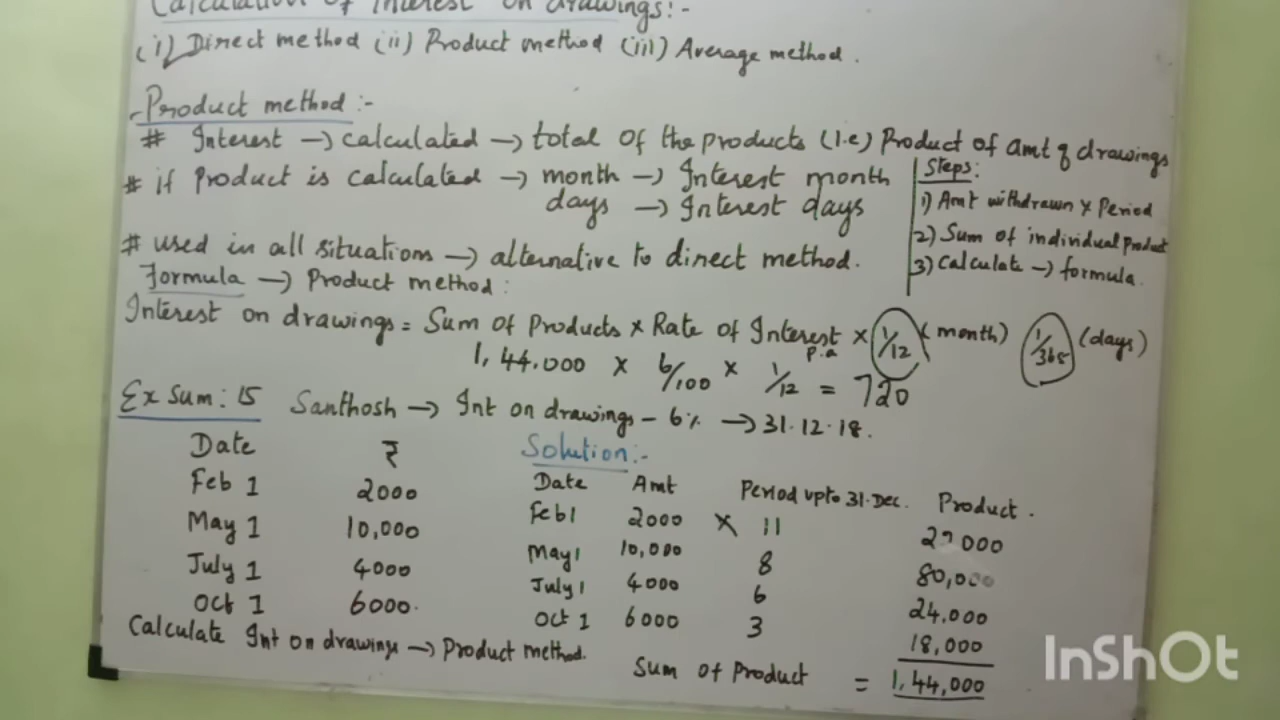 Calculation of Interest on drawings:-
(i) Direct method (ii) Product method (iii) Average method.
Product method :-
# Interest → calculated → total of the products (i.e) Product of amt of drawings
# if Product is calculated → month → Interest month
days → Interest days
# used in all situations → alternative to direct method.
Steps:
1) Amt withdrawn x Period
2) Sum of individual product
3) Calculate → formula.
Formula → Product method:
Interest on drawings = Sum of Products x Rate of Interest x 1/12 (month) 1/365 (days)
p.a
1,44,000 x 6/100 x 1/12 = 720
Ex Sum: 15 Santhosh → Int on drawings - 6% → 31.12.18.
Date ₹
Feb 1 2000
May 1 10,000
July 1 4000
Oct 1 6000.
Calculate Int on drawings → Product method.
Solution:-
Date Amt Period upto 31.Dec. Product.
Feb 1 2000 x 11 22000
May 1 10,000 8 80,000
July 1 4000 6 24,000
Oct 1 6000 3 18,000
Sum of Product = 1,44,000
InShOt